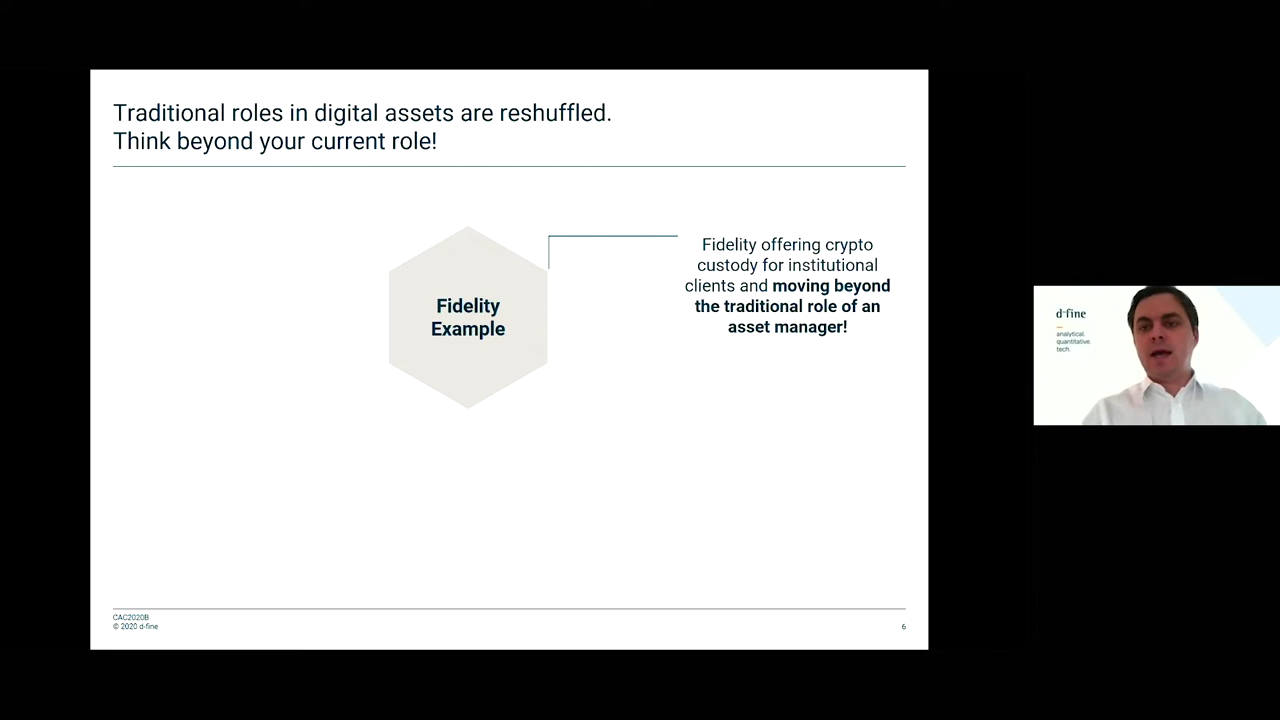 Traditional roles in digital assets are reshuffled.
Think beyond your current role!
Fidelity
Example
Fidelity offering crypto
custody for institutional
clients and moving beyond
the traditional role of an
asset manager!
CAC2020B
© 2020 d-fine
6
d-fine
analytical.
quantitative.
tech.